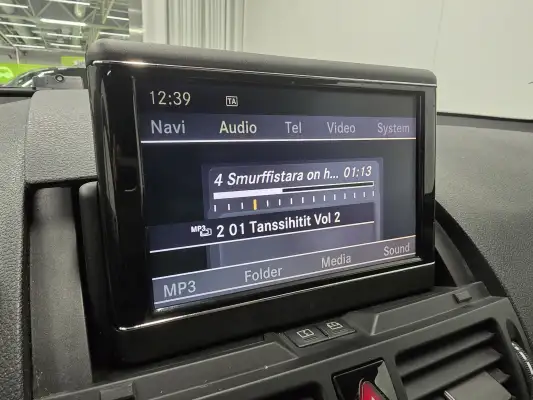 12:39 TA
Navi Audio Tel Video System
4 Smurffistara on h... 01:13
MP3 2 01 Tanssihitit Vol 2
MP3 Folder Media Sound